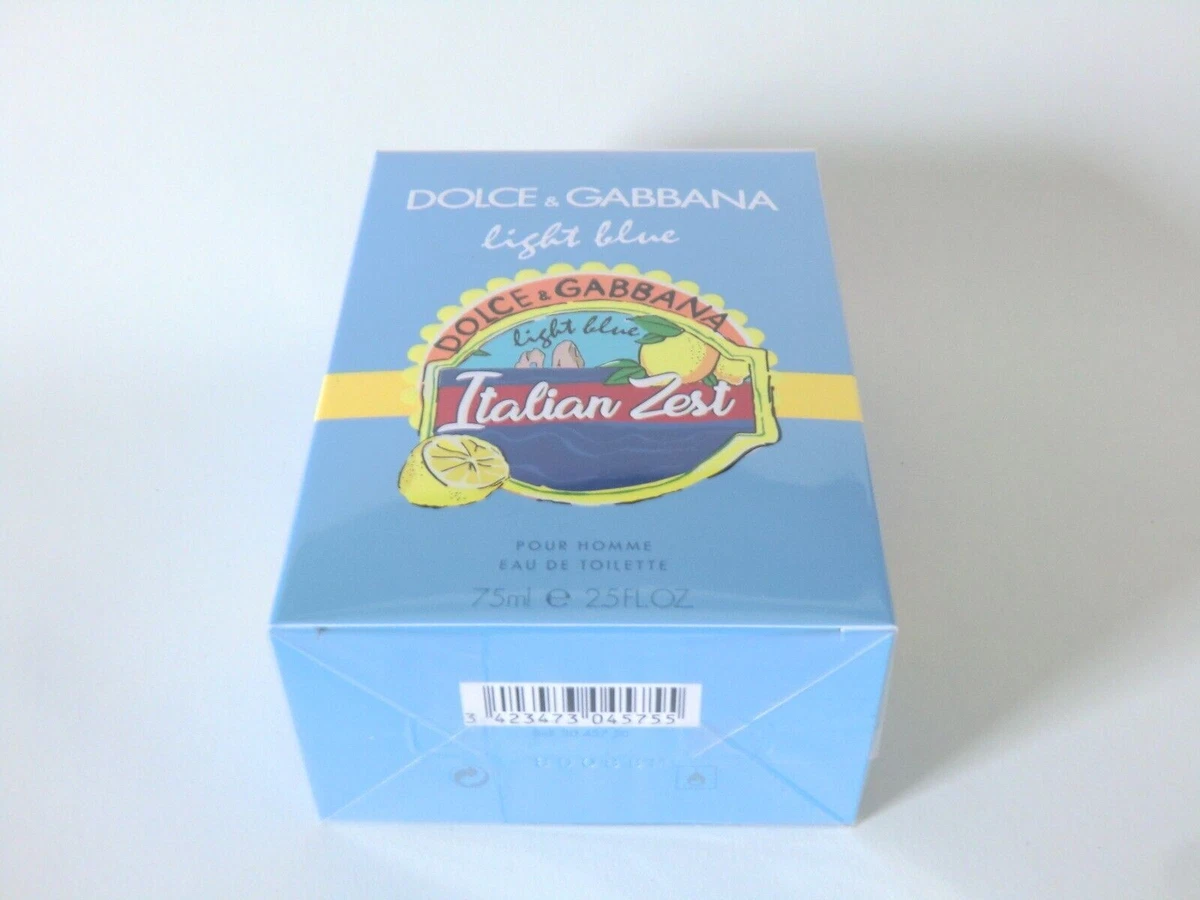 DOLCE & GABBANA
light blue
DOLCE & GABBANA
light blue
Italian Zest
POUR HOMME
EAU DE TOILETTE
75ml e 2.5FL.OZ.
3 423473 045755